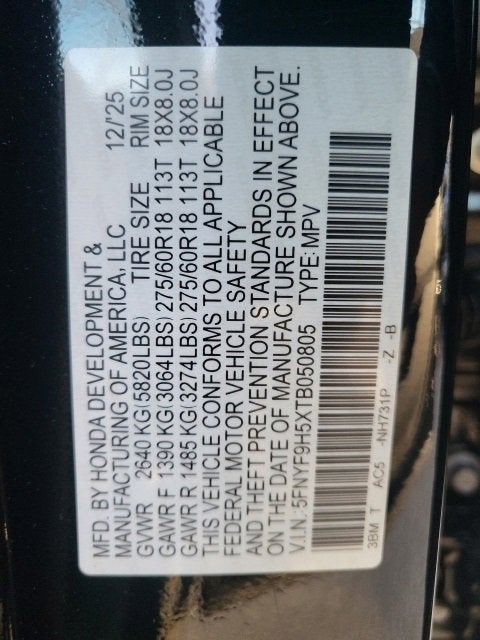 MFD. BY HONDA DEVELOPMENT &
MANUFACTURING OF AMERICA, LLC 12/'25
GVWR 2640 KG(5820LBS) TIRE SIZE RIM SIZE
GAWR F 1390 KG(3064LBS) 275/60R18 113T 18X8.0J
GAWR R 1485 KG(3274LBS) 275/60R18 113T 18X8.0J
THIS VEHICLE CONFORMS TO ALL APPLICABLE
FEDERAL MOTOR VEHICLE SAFETY
AND THEFT PREVENTION STANDARDS IN EFFECT
ON THE DATE OF MANUFACTURE SHOWN ABOVE.
V.I.N.:5FNYF9H5XTB050805 TYPE: MPV
3BM T AC5 -NH731P -Z -B